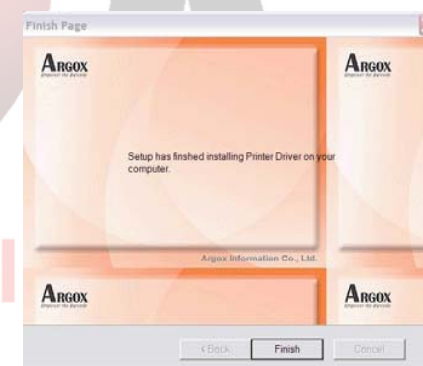 Finish Page
ARGOX
ARGOX
Setup has finshed installing Printer Driver on your
computer.
Argox Information Co., Ltd.
ARGOX
ARGOX
< Back
Finish
Cancel